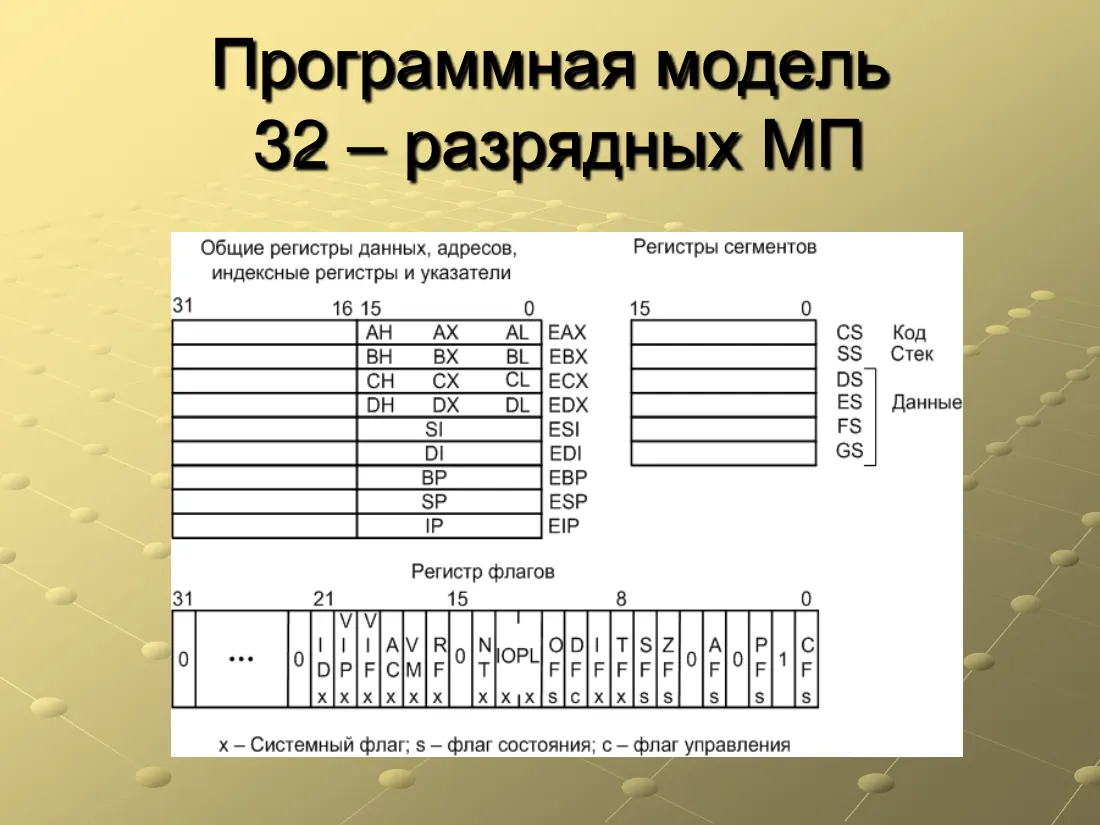 Программная модель
32 – разрядных МП
Общие регистры данных, адресов,
индексные регистры и указатели
31 16 15 0
AH AX AL EAX
BH BX BL EBX
CH CX CL ECX
DH DX DL EDX
SI ESI
DI EDI
BP EBP
SP ESP
IP EIP
Регистры сегментов
15 0
CS Код
SS Стек
DS
ES Данные
FS
GS
Регистр флагов
31 21 15 8 0
0 ... 0 ID VIP VIF AC VM RF 0 NT IOPL OF DF IF TF SF ZF 0 AF 0 PF 1 CF
x x x x x x x x x s c x x s s s s s
x – Системный флаг; s – флаг состояния; c – флаг управления